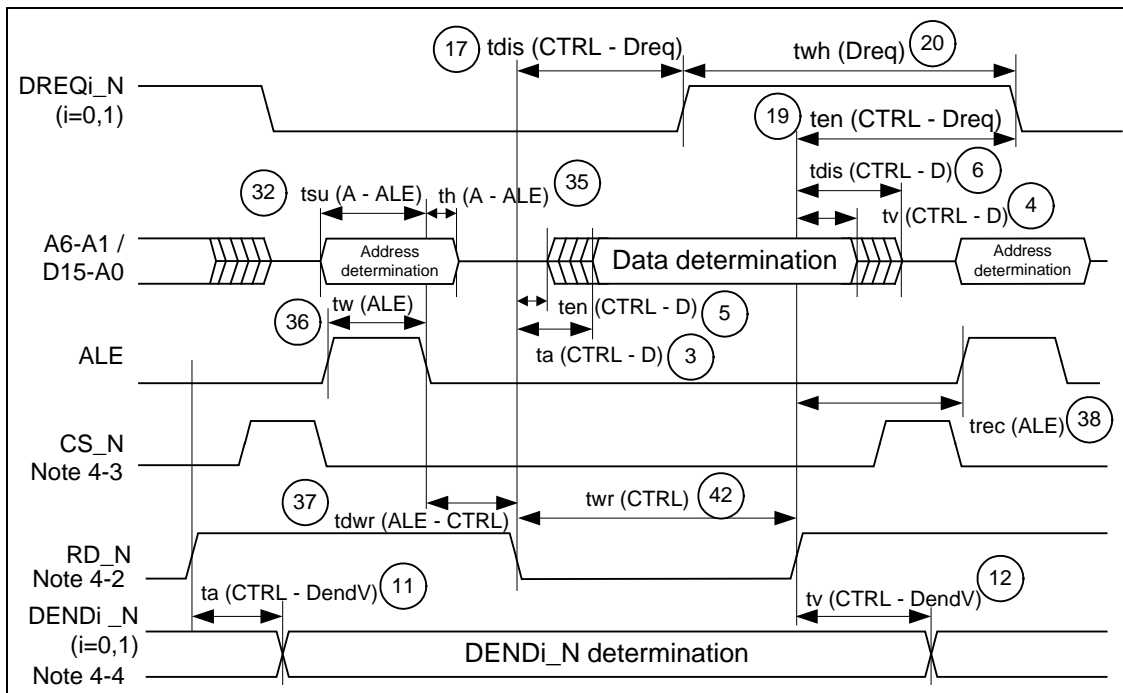 17 tdis (CTRL - Dreq) twh (Dreq) 20
DREQi_N
(i=0,1)
19 ten (CTRL - Dreq)
tdis (CTRL - D) 6
32 tsu (A - ALE) th (A - ALE) 35
tv (CTRL - D) 4
A6-A1 /
D15-A0
Address
determination
Data determination
Address
determination
36 tw (ALE)
ten (CTRL - D) 5
ALE
ta (CTRL - D) 3
trec (ALE) 38
CS_N
Note 4-3
37 twr (CTRL) 42
tdwr (ALE - CTRL)
RD_N
Note 4-2
ta (CTRL - DendV) 11
tv (CTRL - DendV) 12
DENDi _N
(i=0,1)
Note 4-4
DENDi_N determination